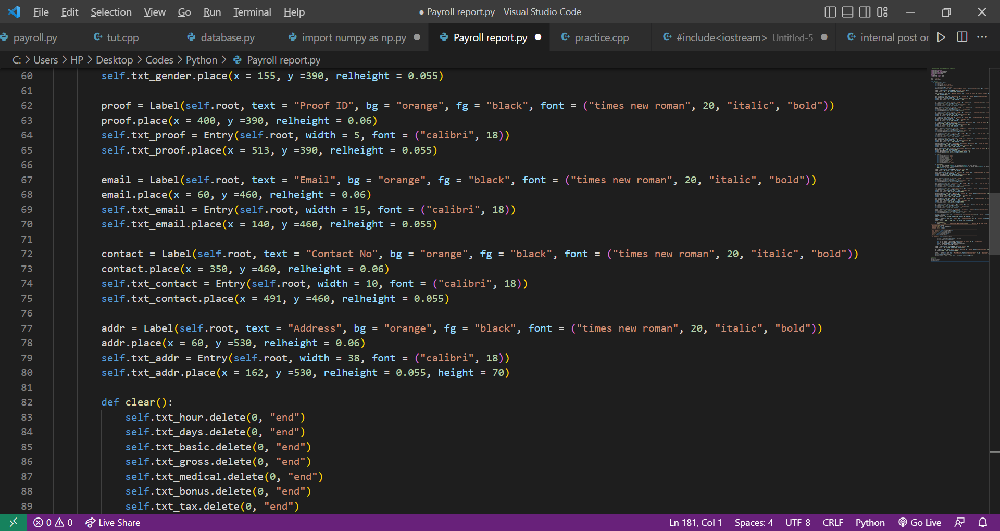 File Edit Selection View Go Run Terminal Help ● Payroll report.py - Visual Studio Code
payroll.py tut.cpp database.py import numpy as np.py ● Payroll report.py ● practice.cpp #include<iostream> Untitled-5 ● internal post or
C: > Users > HP > Desktop > Codes > Python > Payroll report.py
60 self.txt_gender.place(x = 155, y =390, relheight = 0.055)
61
62 proof = Label(self.root, text = "Proof ID", bg = "orange", fg = "black", font = ("times new roman", 20, "italic", "bold"))
63 proof.place(x = 400, y =390, relheight = 0.06)
64 self.txt_proof = Entry(self.root, width = 5, font = ("calibri", 18))
65 self.txt_proof.place(x = 513, y =390, relheight = 0.055)
66
67 email = Label(self.root, text = "Email", bg = "orange", fg = "black", font = ("times new roman", 20, "italic", "bold"))
68 email.place(x = 60, y =460, relheight = 0.06)
69 self.txt_email = Entry(self.root, width = 15, font = ("calibri", 18))
70 self.txt_email.place(x = 140, y =460, relheight = 0.055)
71
72 contact = Label(self.root, text = "Contact No", bg = "orange", fg = "black", font = ("times new roman", 20, "italic", "bold"))
73 contact.place(x = 350, y =460, relheight = 0.06)
74 self.txt_contact = Entry(self.root, width = 10, font = ("calibri", 18))
75 self.txt_contact.place(x = 491, y =460, relheight = 0.055)
76
77 addr = Label(self.root, text = "Address", bg = "orange", fg = "black", font = ("times new roman", 20, "italic", "bold"))
78 addr.place(x = 60, y =530, relheight = 0.06)
79 self.txt_addr = Entry(self.root, width = 38, font = ("calibri", 18))
80 self.txt_addr.place(x = 162, y =530, relheight = 0.055, height = 70)
81
82 def clear():
83 self.txt_hour.delete(0, "end")
84 self.txt_days.delete(0, "end")
85 self.txt_basic.delete(0, "end")
86 self.txt_gross.delete(0, "end")
87 self.txt_medical.delete(0, "end")
88 self.txt_bonus.delete(0, "end")
89 self.txt_tax.delete(0, "end")
0 0 Live Share Ln 181, Col 1 Spaces: 4 UTF-8 CRLF Python Go Live